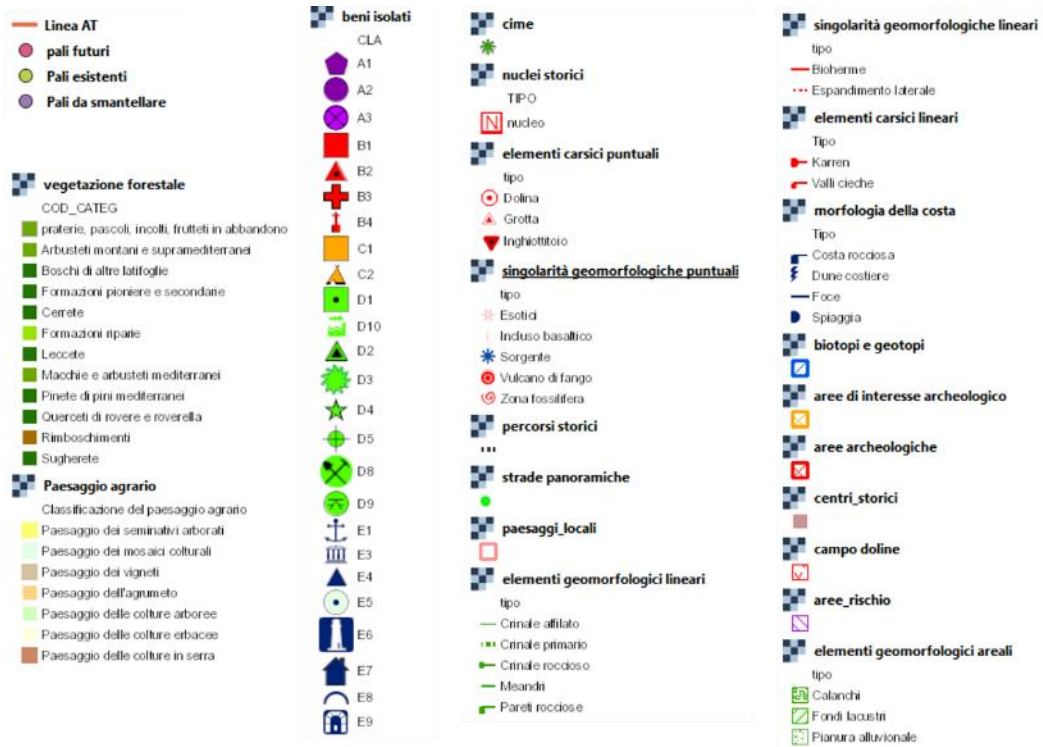 Linea AT
pali futuri
Pali esistenti
Pali da smantellare
vegetazione forestale
COD_CATEG
praterie, pascoli, incolti, frutteti in abbandono
Arbusteti montani e supramediterranei
Boschi di altre latifoglie
Formazioni pioniere e secondarie
Cerrete
Formazioni riparie
Leccete
Macchie e arbusteti mediterranei
Pinete di pini mediterranei
Querceti di rovere e roverella
Rimboschimenti
Sugherete
Paesaggio agrario
Classificazione del paesaggio agrario
Paesaggio dei seminativi arborati
Paesaggio dei mosaici colturali
Paesaggio dei vigneti
Paesaggio dell'agrumeto
Paesaggio delle colture arboree
Paesaggio delle colture erbacee
Paesaggio delle colture in serra
beni isolati
CLA
A1
A2
A3
B1
B2
B3
B4
C1
C2
D1
D10
D2
D3
D4
D5
D8
D9
E1
E3
E4
E5
E6
E7
E8
E9
cime
nuclei storici
TIPO
N nucleo
elementi carsici puntuali
tipo
Dolina
Grotta
Inghiottitoio
singolarità geomorfologiche puntuali
tipo
Esotici
Incluso basaltico
Sorgente
Vulcano di fango
Zona fossilifera
percorsi storici
strade panoramiche
paesaggi_locali
elementi geomorfologici lineari
tipo
Crinale affilato
Crinale primario
Crinale roccioso
Meandri
Pareti rocciose
singolarità geomorfologiche lineari
tipo
Bioherme
Espandimento laterale
elementi carsici lineari
Tipo
Karren
Valli cieche
morfologia della costa
Tipo
Costa rocciosa
Dune costiere
Foce
Spiaggia
biotopi e geotopi
aree di interesse archeologico
aree archeologiche
centri_storici
campo doline
aree_rischio
elementi geomorfologici areali
tipo
Calanchi
Fondi lacustri
Pianura alluvionale